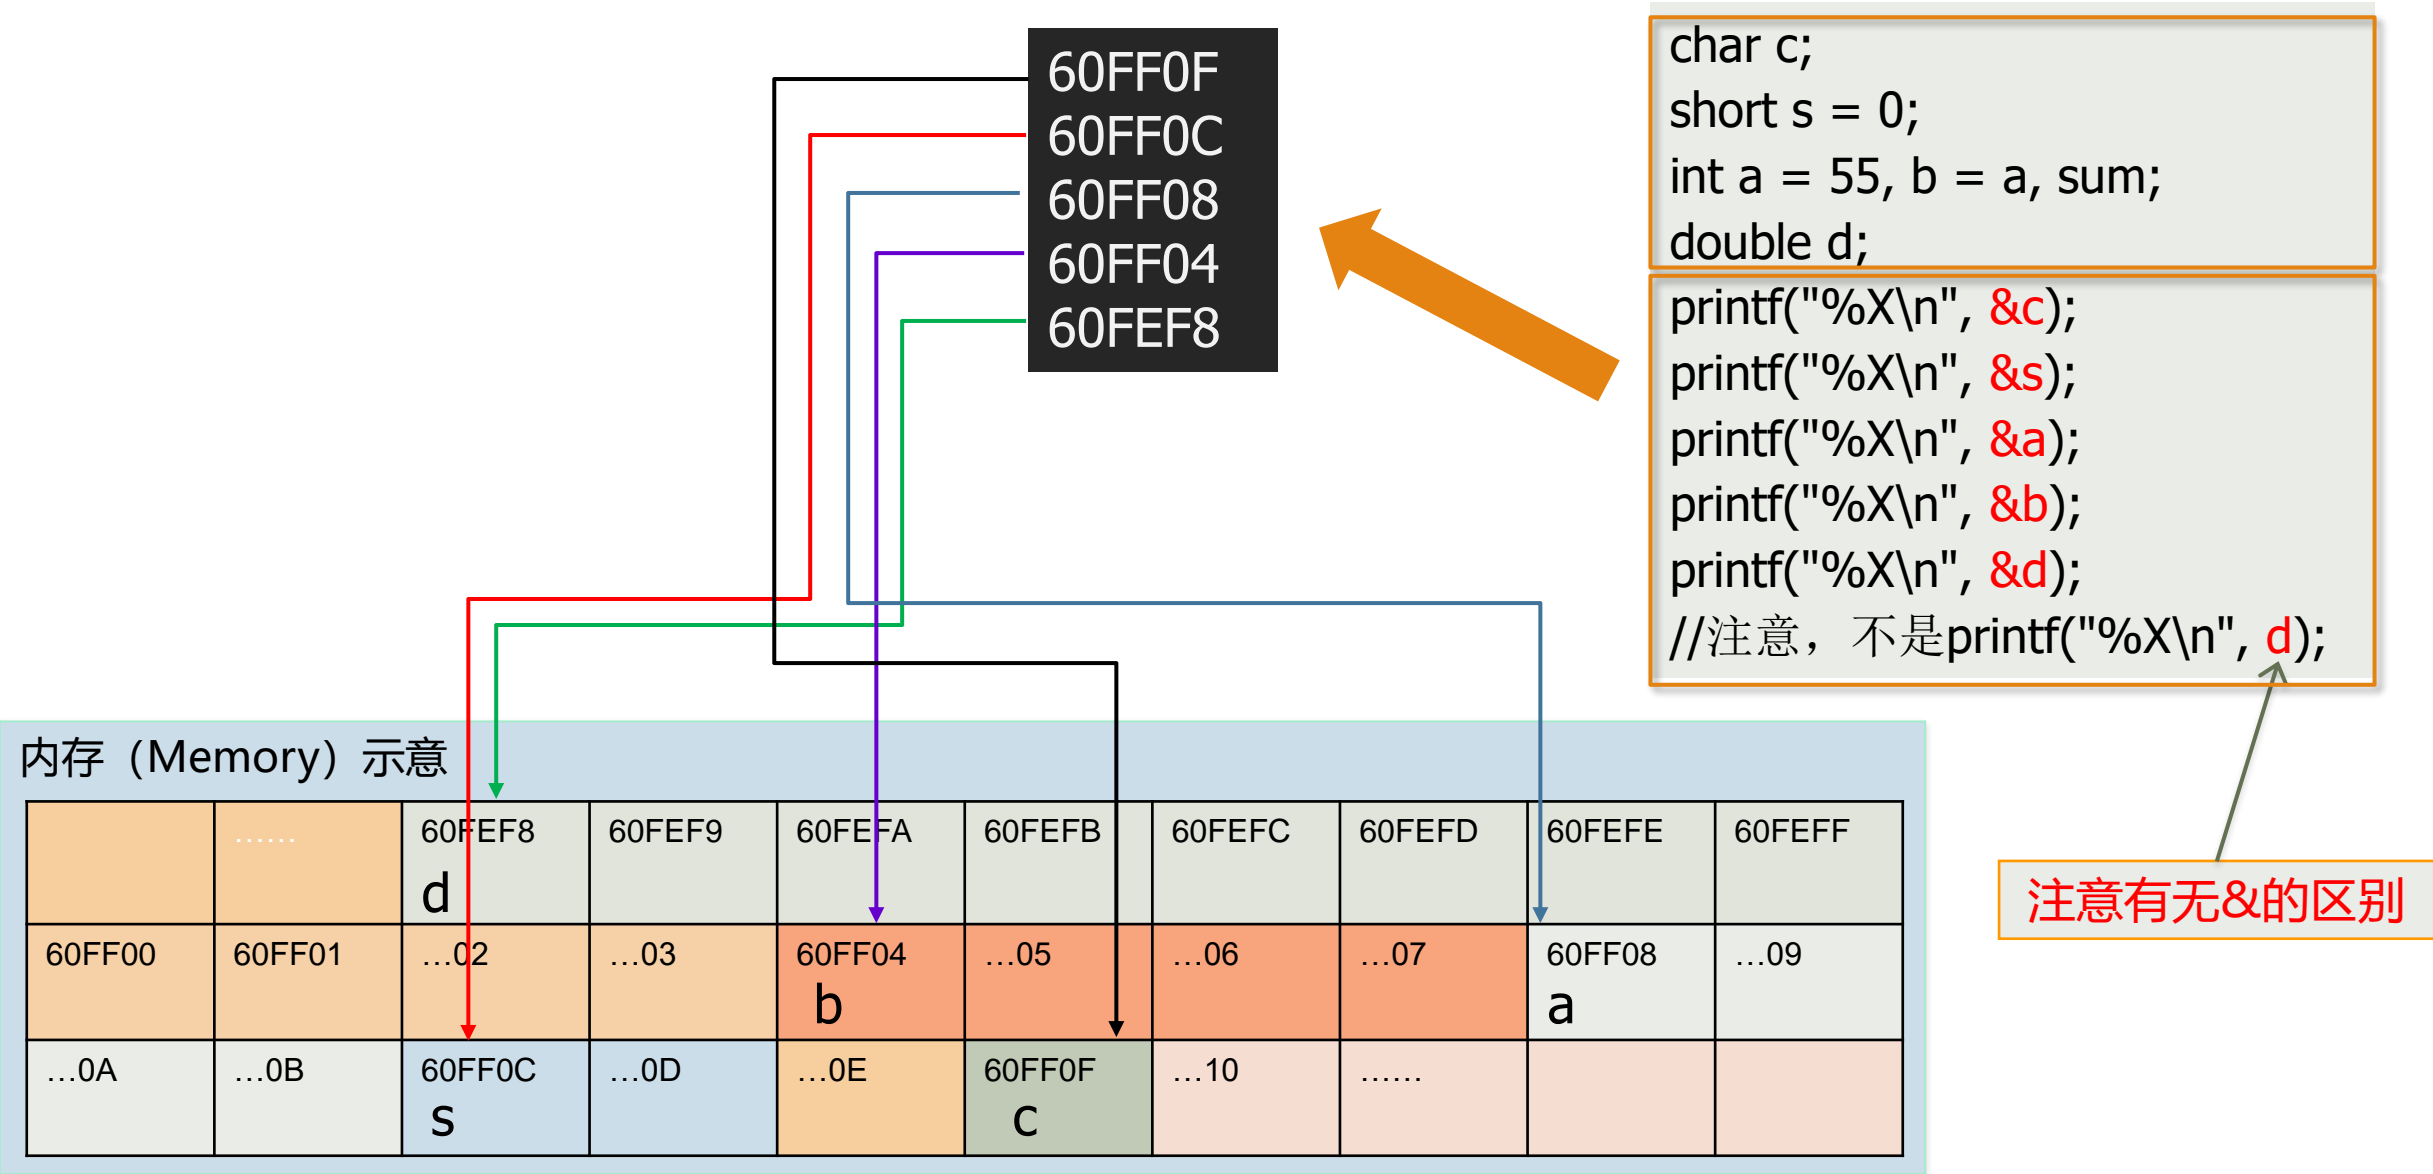 60FF0F
60FF0C
60FF08
60FF04
60FEF8
char c;
short s = 0;
int a = 55, b = a, sum;
double d;
printf("%X\n", &c);
printf("%X\n", &s);
printf("%X\n", &a);
printf("%X\n", &b);
printf("%X\n", &d);
//注意，不是printf("%X\n", d);
注意有无&的区别
内存（Memory）示意
…… 60FEF8 60FEF9 60FEFA 60FEFB 60FEFC 60FEFD 60FEFE 60FEFF
d
60FF00 60FF01 …02 …03 60FF04 …05 …06 …07 60FF08 …09
b a
…0A …0B 60FF0C …0D …0E 60FF0F …10 ……
s c